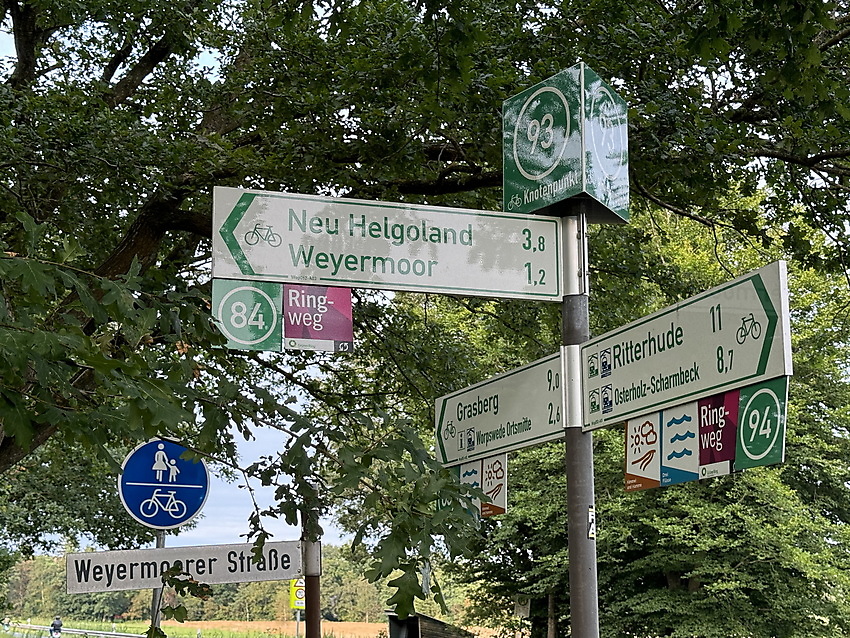 93
Knotenpunkt
Neu Helgoland 3,8
Weyermoor 1,2
84
Ring-
weg
Ritterhude 11
Osterholz-Scharmbeck 8,7
Ring-
weg
94
Grasberg 9,0
Worpswede Ortsmitte 2,6
Weyermoorer Straße